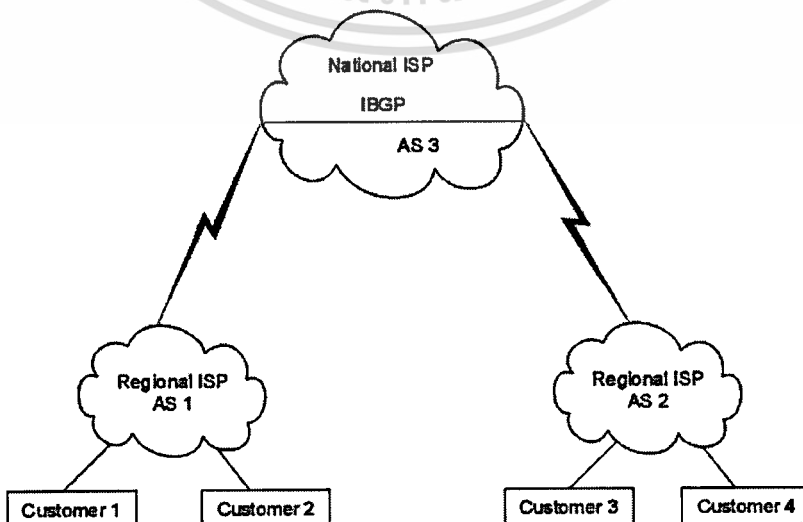 National ISP
IBGP
AS 3
Regional ISP
AS 1
Regional ISP
AS 2
Customer 1
Customer 2
Customer 3
Customer 4